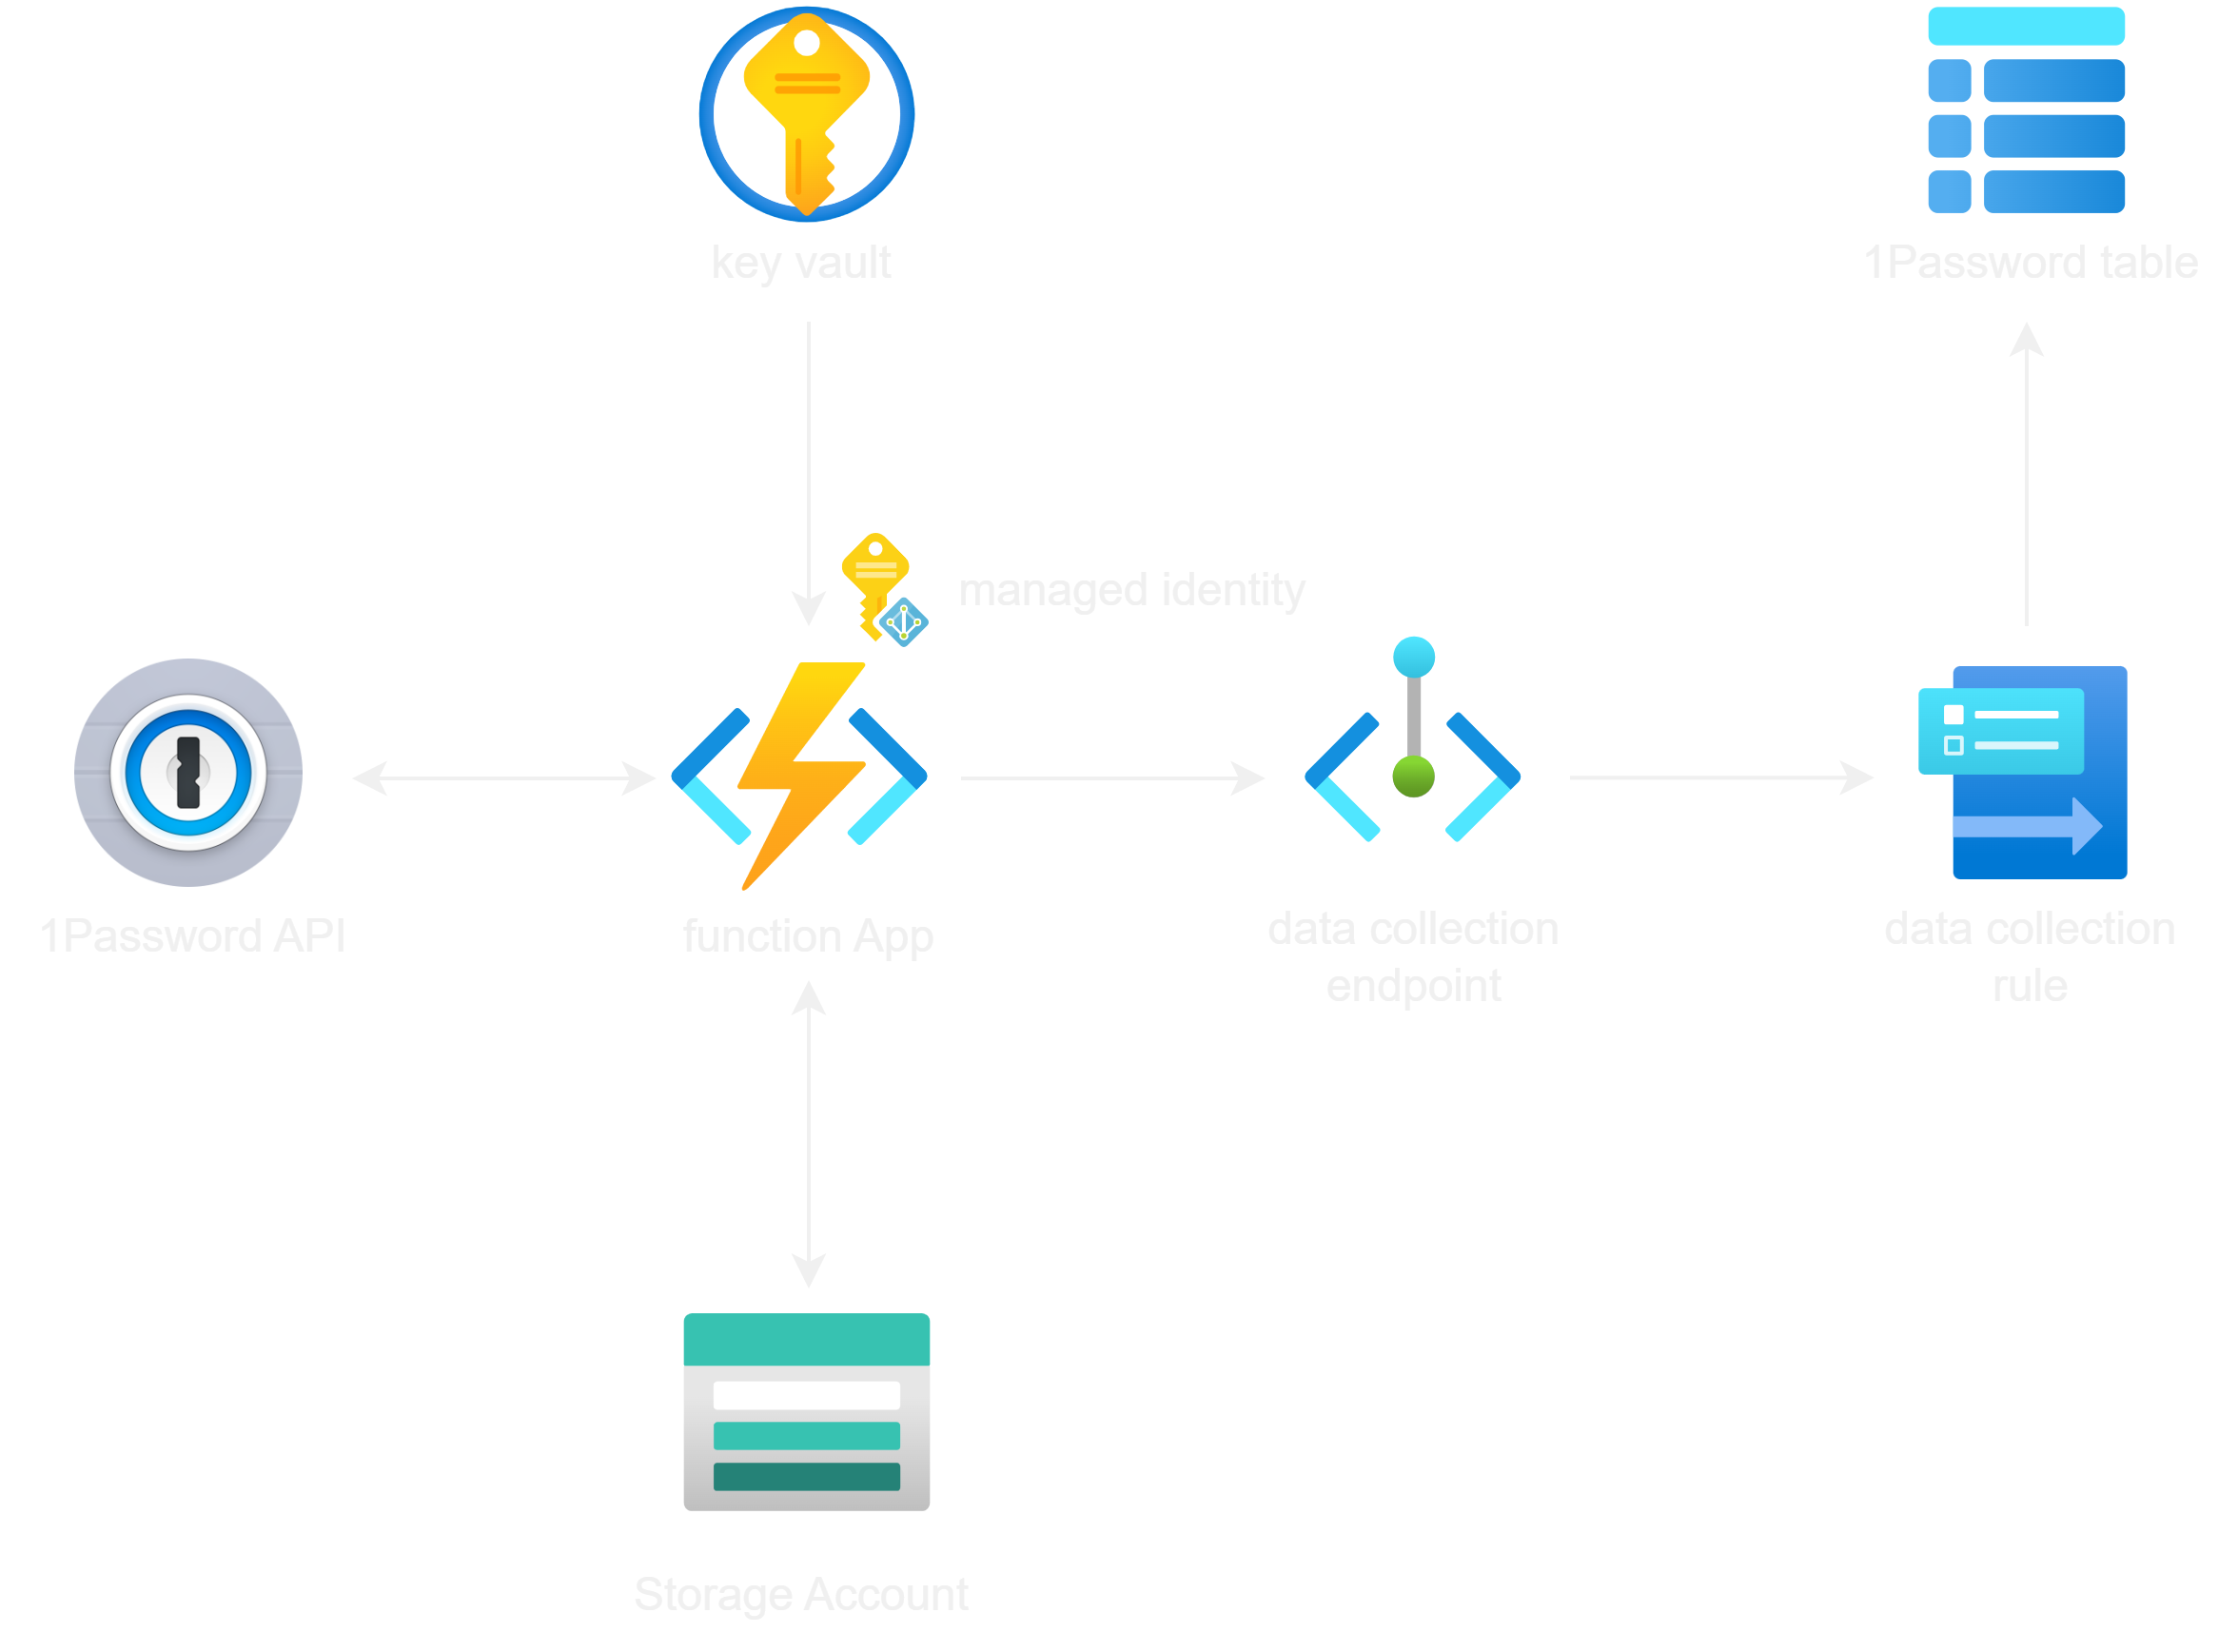 key vault
1Password table
managed identity
1Password API
function App
data collection
endpoint
data collection
rule
Storage Account